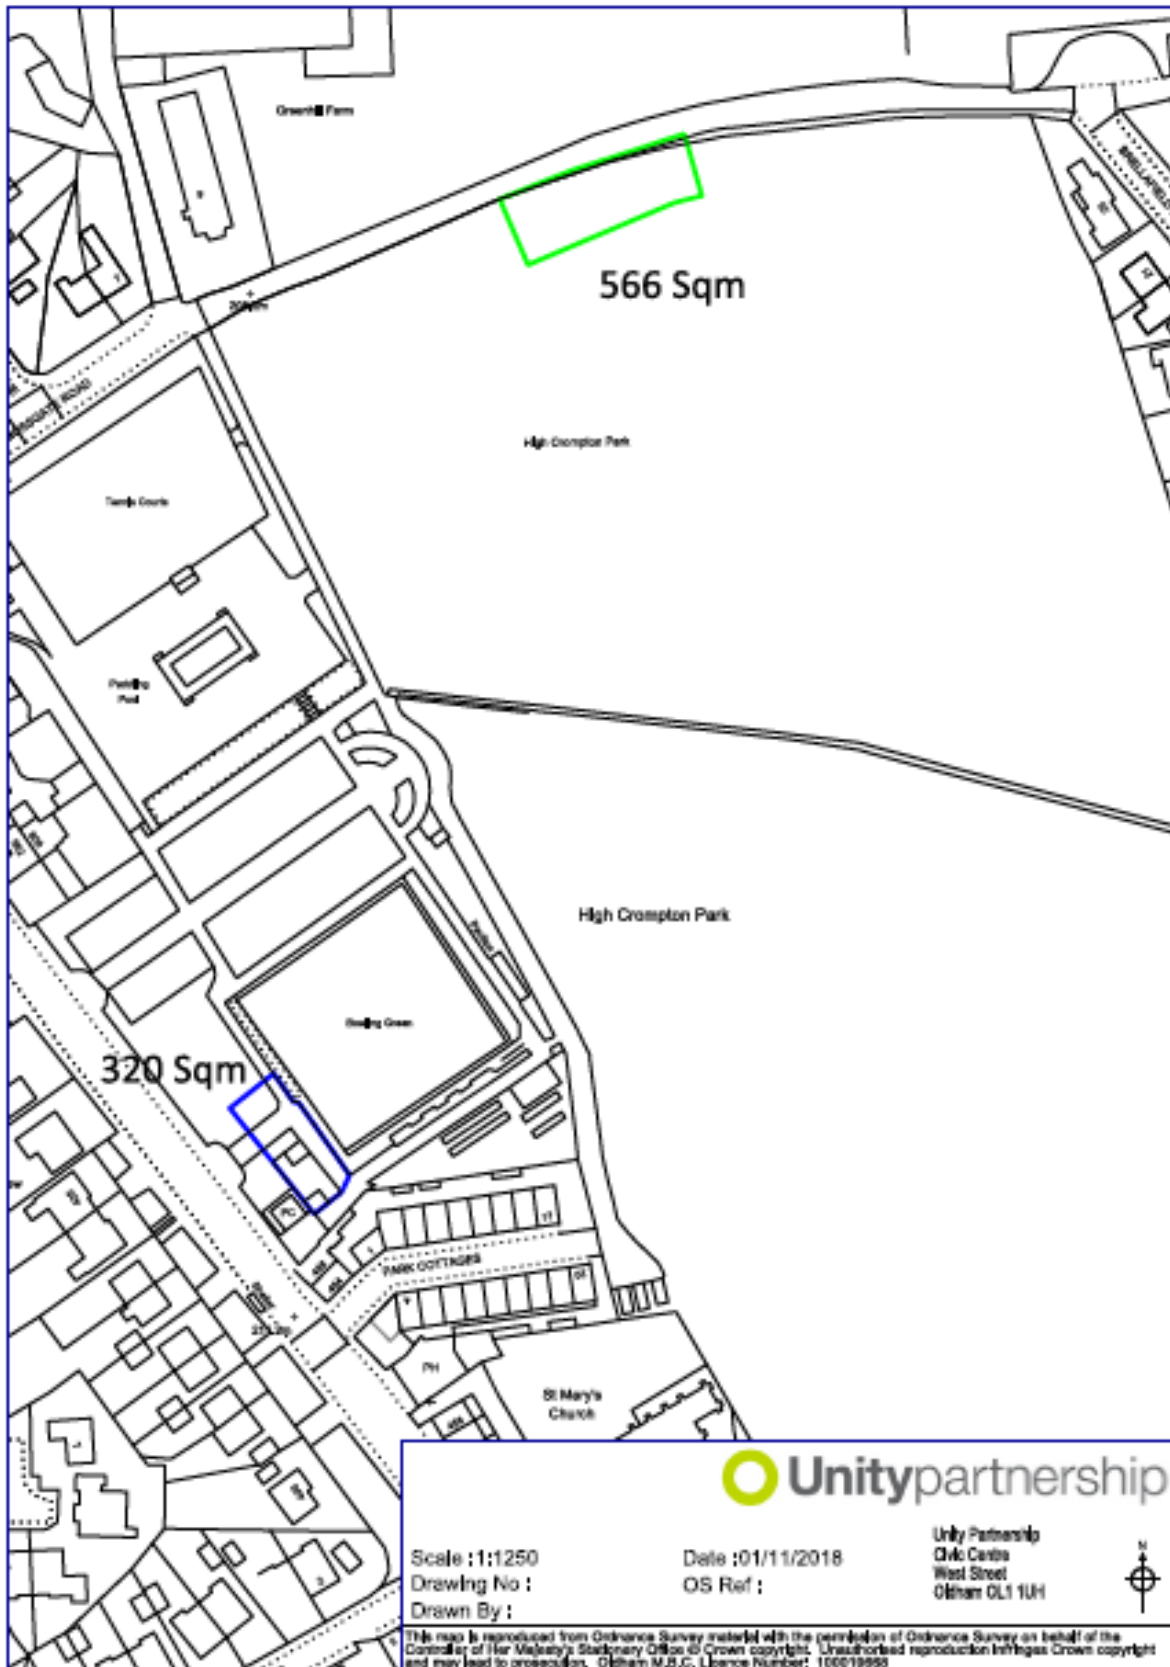 Greenhill Farm
566 Sqm
High Crompton Park
Tennis Courts
Paddling
Pool
High Crompton Park
Pavilion
Bowling Green
320 Sqm
PC
PARK COTTAGES
PH
St Mary's
Church
Unitypartnership
Scale :1:1250
Date :01/11/2018
Unity Partnership
Civic Centre
West Street
Oldham OL1 1UH
Drawing No :
OS Ref :
Drawn By :
N
This map is reproduced from Ordnance Survey material with the permission of Ordnance Survey on behalf of the
Controller of Her Majesty's Stationery Office © Crown copyright. Unauthorised reproduction infringes Crown copyright
and may lead to prosecution. Oldham M.B.C. Licence Number: